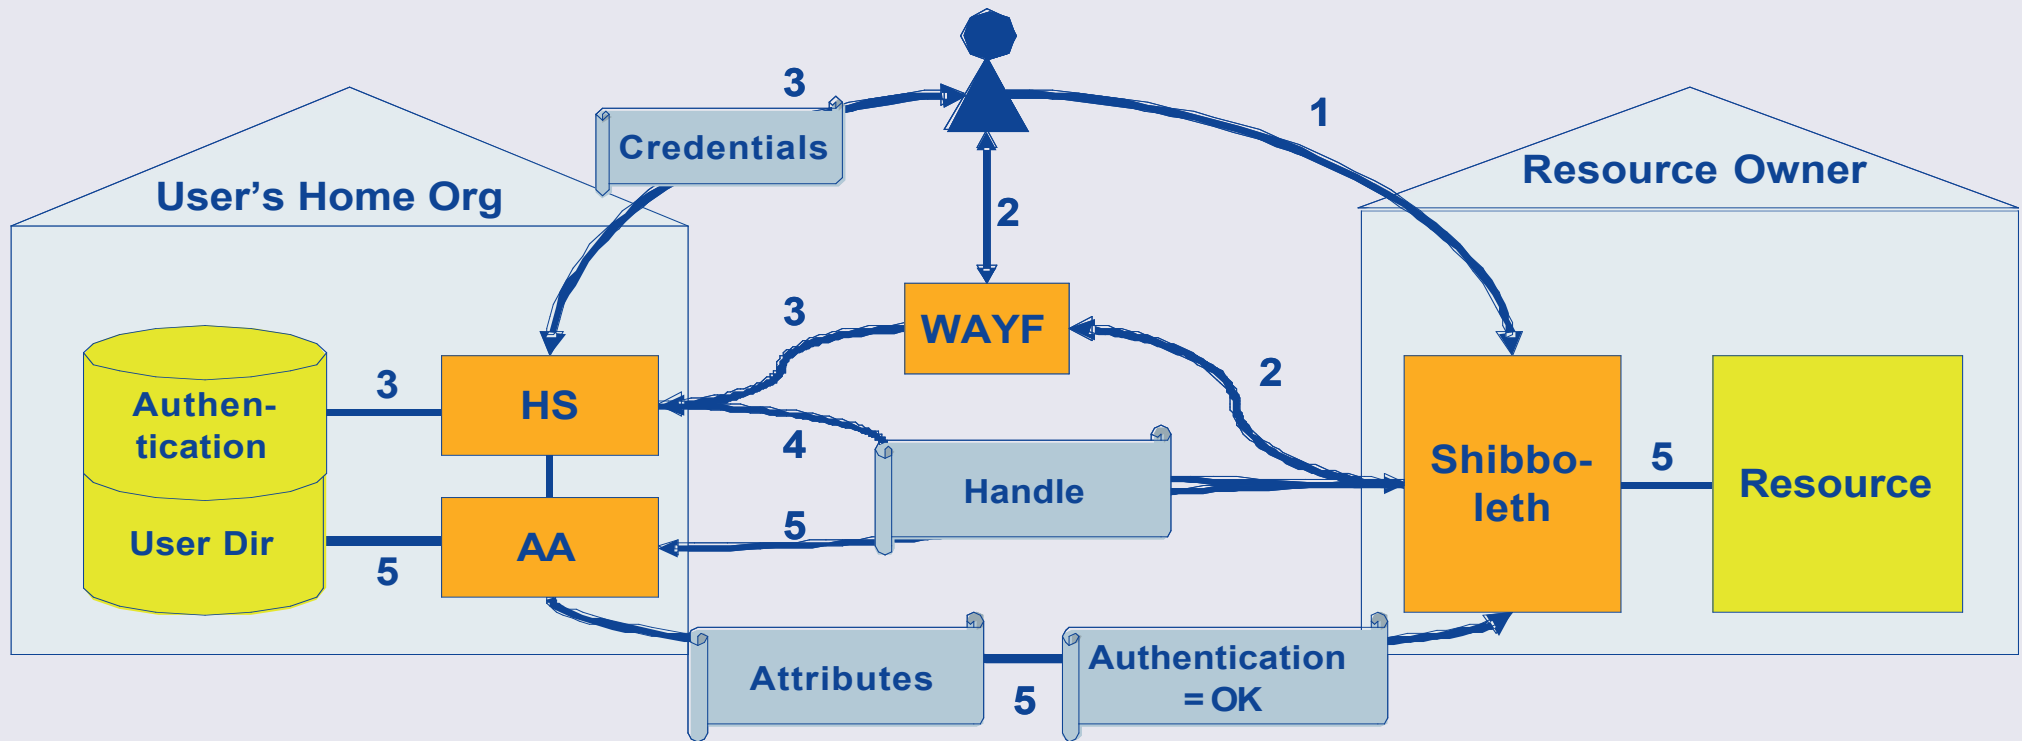 3
1
Credentials
Resource Owner
User's Home Org
2
3
WAYF
2
3
HS
Authen-
tication
4
Shibbo-
leth
5
Resource
Handle
5
User Dir
AA
5
Attributes
5
Authentication
= OK